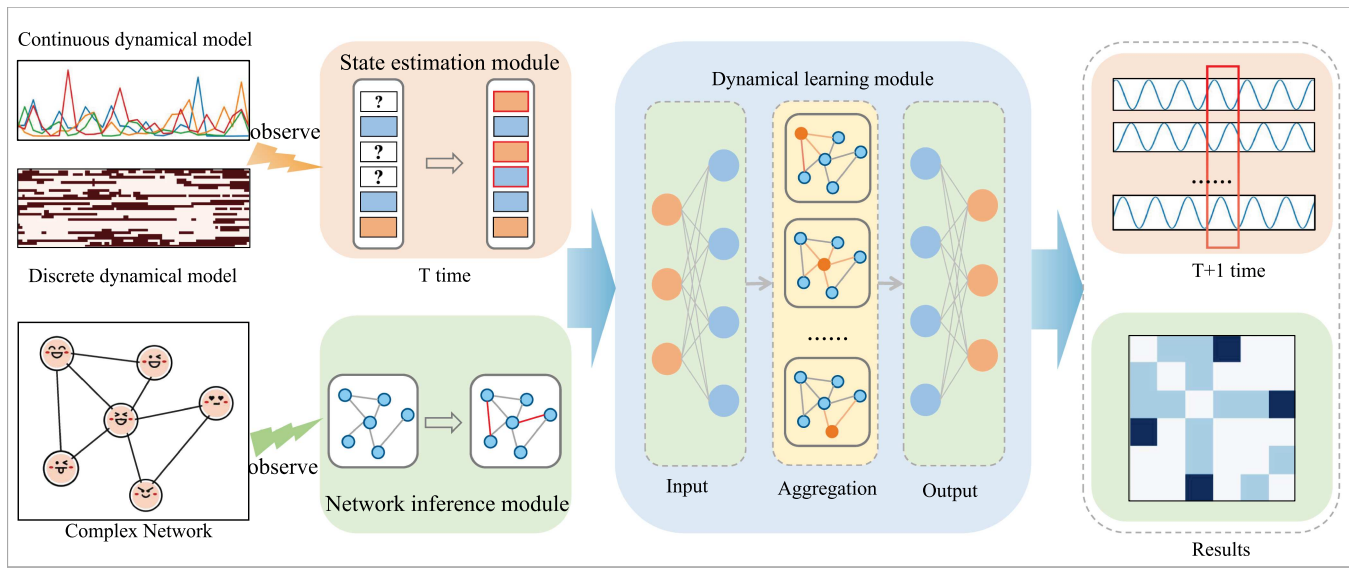 Continuous dynamical model
observe
Discrete dynamical model
State estimation module
?
?
?
T time
observe
Complex Network
Network inference module
Dynamical learning module
......
Input
Aggregation
Output
......
T+1 time
Results